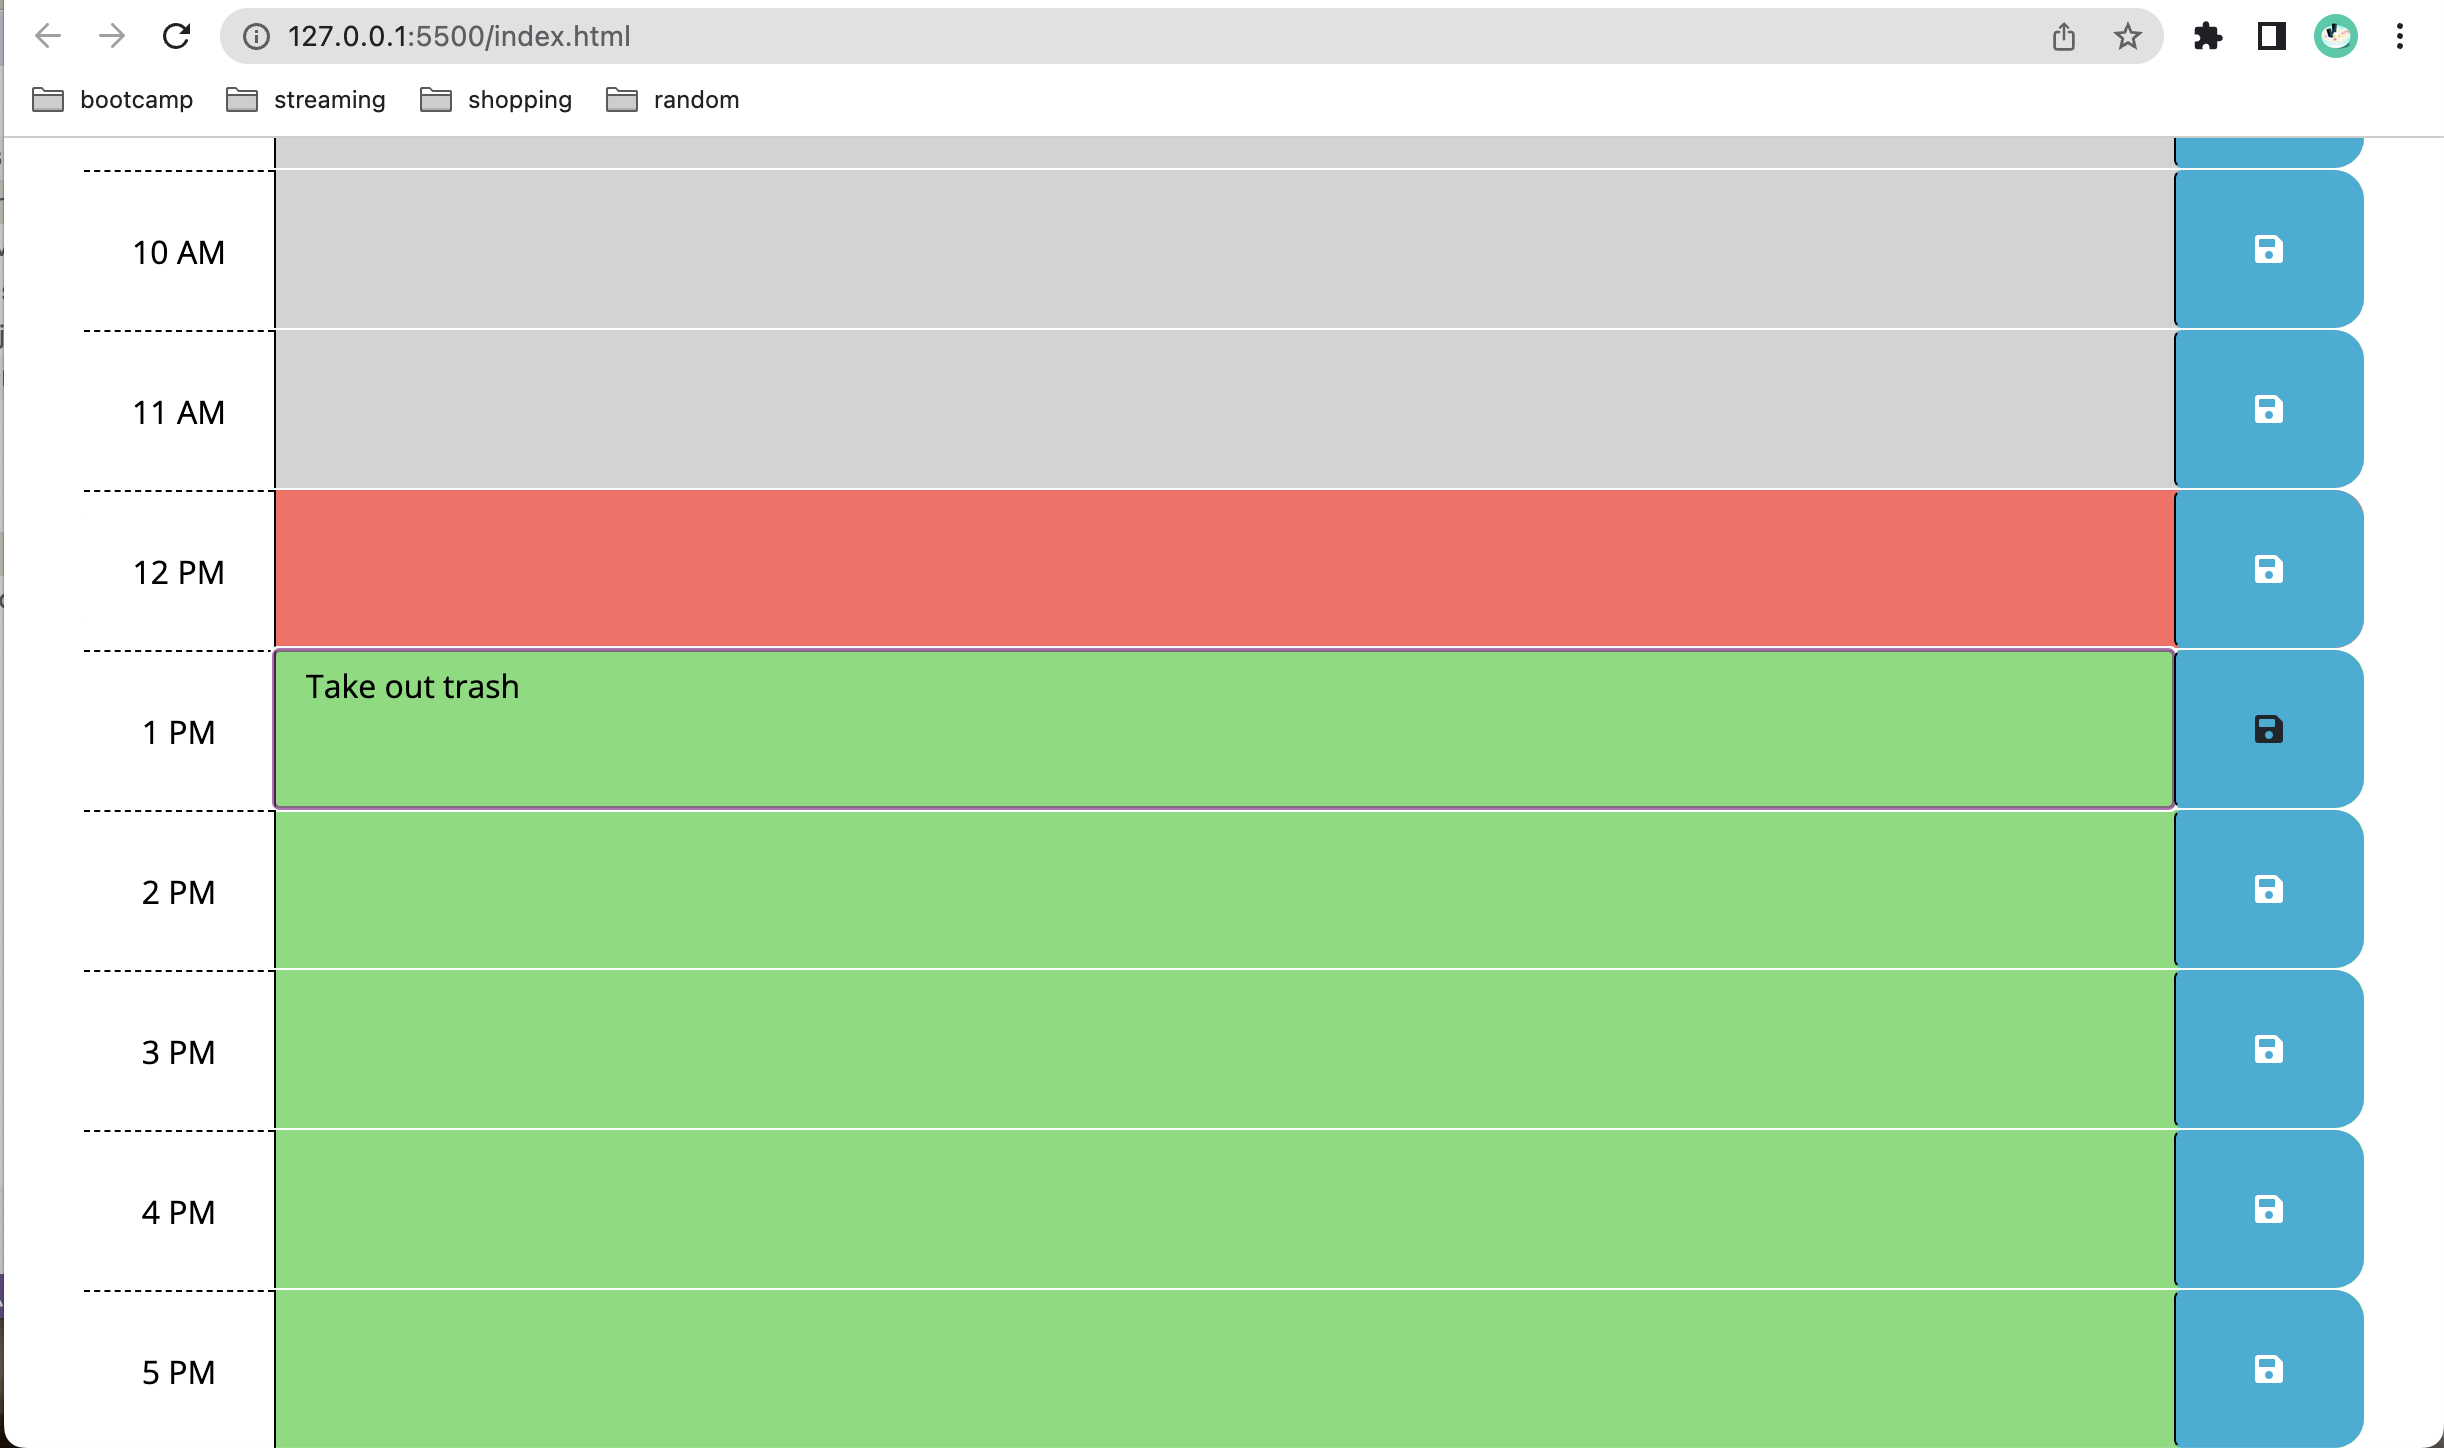 127.0.0.1:5500/index.html
bootcamp streaming shopping random
10 AM
11 AM
12 PM
Take out trash
1 PM
2 PM
3 PM
4 PM
5 PM